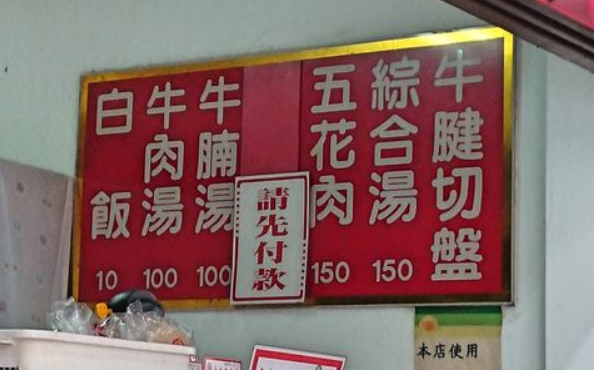 牛腱切盤
綜合湯
150
五花肉
150
牛腩湯
100
牛肉湯
100
白飯
10
請先付款
本店使用